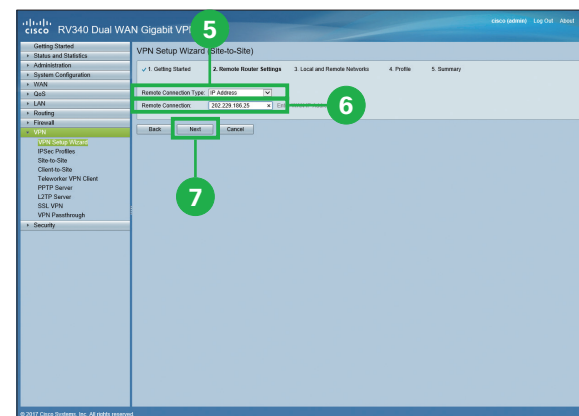 cisco RV340 Dual WAN Gigabit VP
cisco (admin) Log Out About
5
Getting Started
Status and Statistics
Administration
System Configuration
WAN
QoS
LAN
Routing
Firewall
VPN
VPN Setup Wizard
IPSec Profiles
Site-to-Site
Client-to-Site
Teleworker VPN Client
PPTP Server
L2TP Server
SSL VPN
VPN Passthrough
Security
VPN Setup Wizard (Site-to-Site)
1. Getting Started 2. Remote Router Settings 3. Local and Remote Networks 4. Profile 5. Summary
Remote Connection Type: IP Address
Remote Connection: 202.229.186.25 ×
6
Back Next Cancel
7
© 2017 Cisco Systems, Inc. All rights reserved.